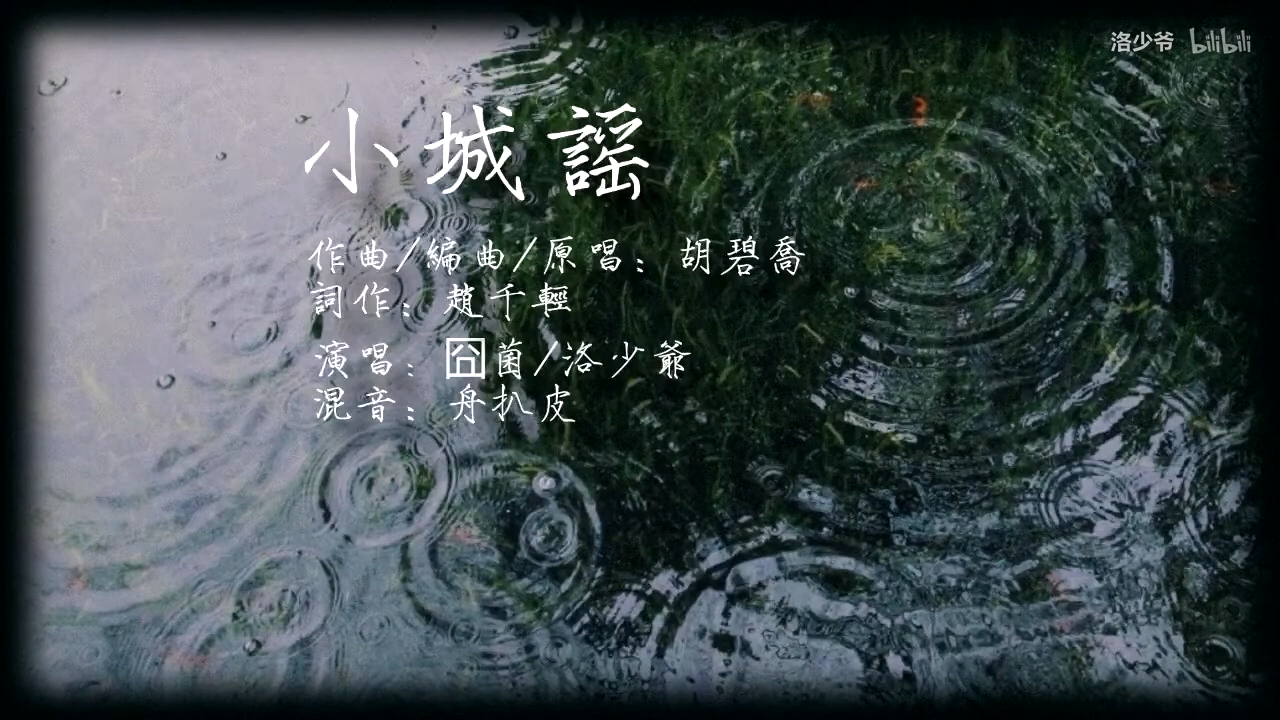 洛少爷 bilibili
小城謡
作曲/編曲/原唱：胡碧喬
詞作：趙千輕
演唱：囧菌/洛少爺
混音：舟扒皮